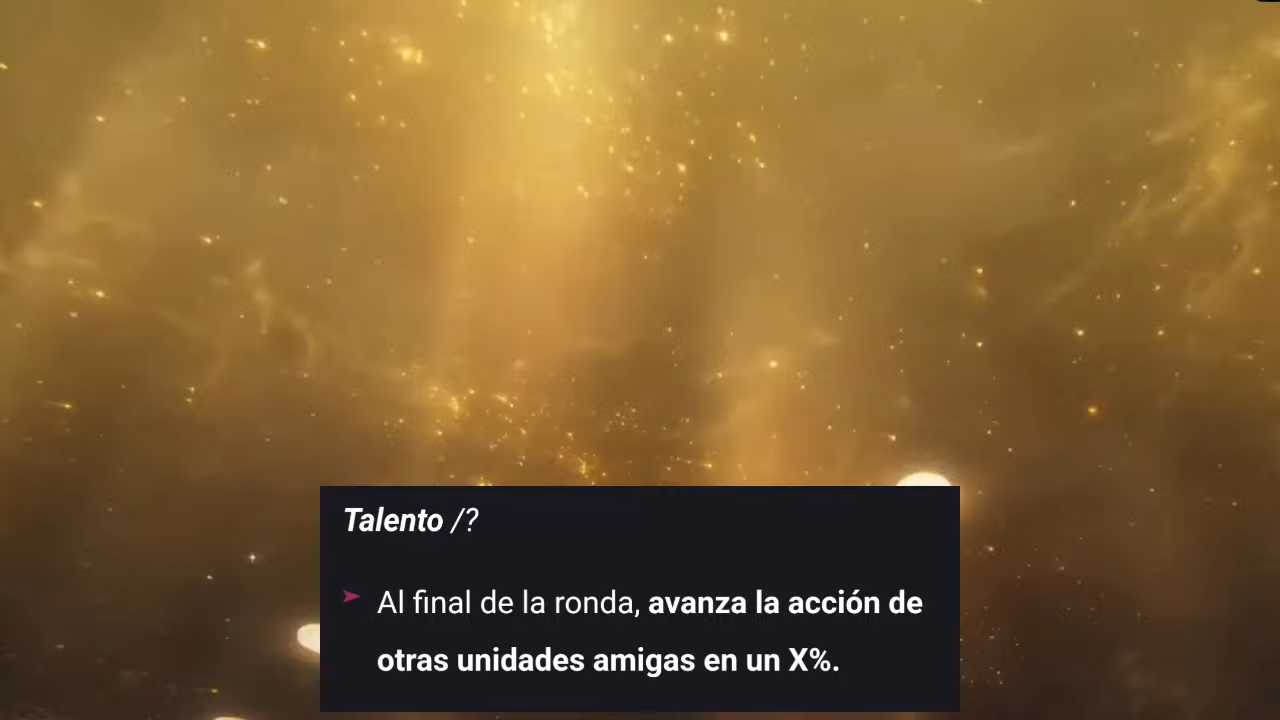 Talento /?
Al final de la ronda, avanza la acción de
otras unidades amigas en un X%.